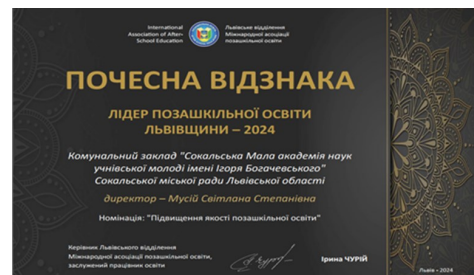 International
Association of After-
School Education
Львівське відділення
Міжнародної асоціації
позашкільної освіти
ПОЧЕСНА ВІДЗНАКА
ЛІДЕР ПОЗАШКІЛЬНОЇ ОСВІТИ
ЛЬВІВЩИНИ – 2024
Комунальний заклад "Сокальська Мала академія наук
учнівської молоді імені Ігоря Богачевського"
Сокальської міської ради Львівської області
директор – Мусій Світлана Степанівна
Номінація: "Підвищення якості позашкільної освіти"
Керівник Львівського відділення
Міжнародної асоціації позашкільної освіти,
заслужений працівник освіти
Ірина ЧУРІЙ
Львів – 2024